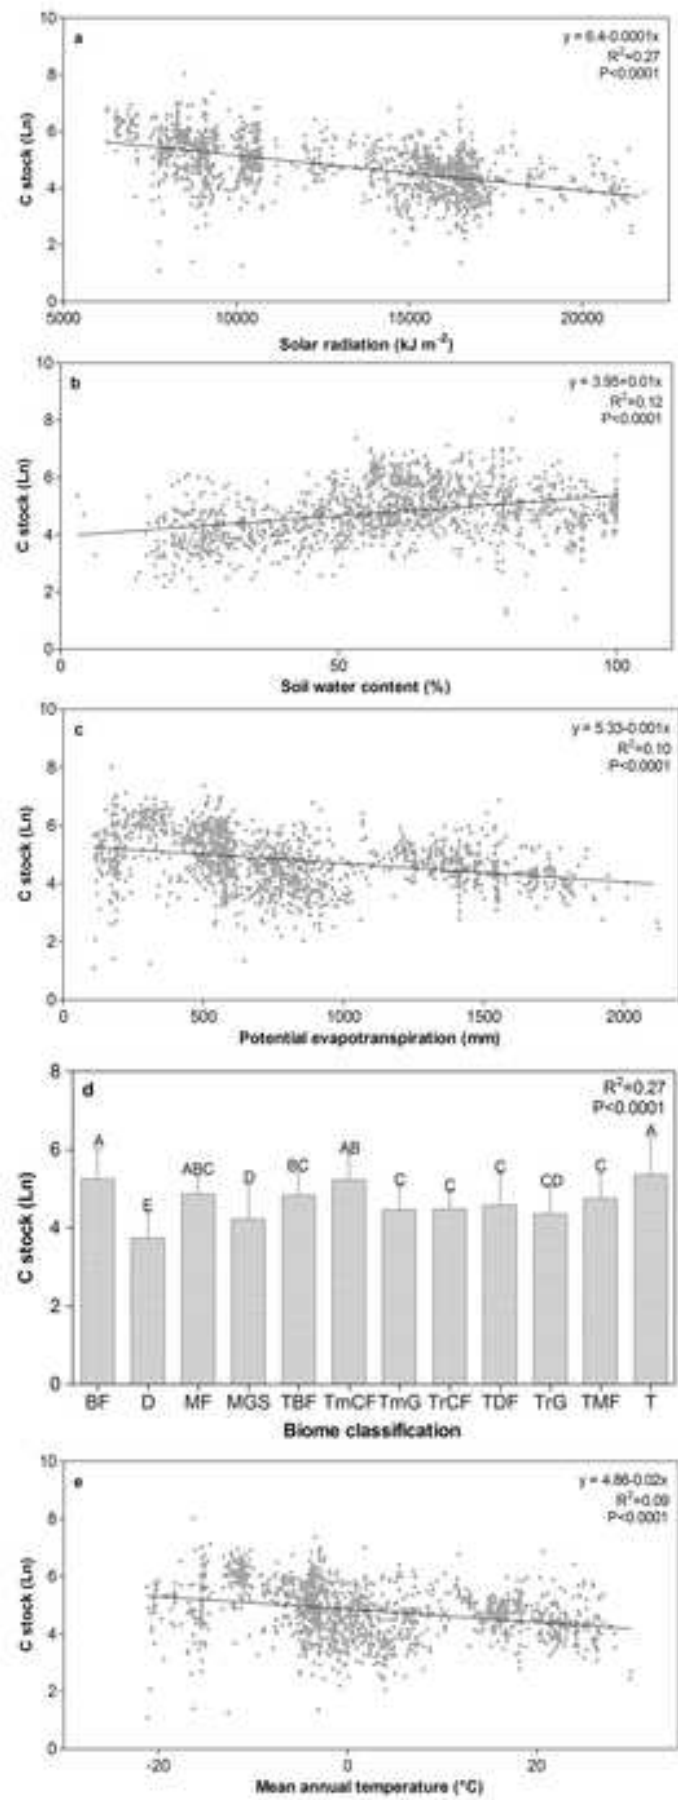 a
y = 6.4-0.0001x
R²=0.27
P<0.0001
10
8
6
4
2
0
C stock (Ln)
5000 10000 15000 20000
Solar radiation (kJ m⁻²)
b
y = 3.95+0.01x
R²=0.12
P<0.0001
10
8
6
4
2
0
C stock (Ln)
0 50 100
Soil water content (%)
c
y = 5.33-0.001x
R²=0.10
P<0.0001
10
8
6
4
2
0
C stock (Ln)
0 500 1000 1500 2000
Potential evapotranspiration (mm)
d
R²=0.27
P<0.0001
8
6
4
2
0
C stock (Ln)
A E ABC D BC AB C C C CD C A
BF D MF MGS TBF TmCF TmG TrCF TDF TrG TMF T
Biome classification
e
y = 4.86-0.02x
R²=0.09
P<0.0001
10
8
6
4
2
0
C stock (Ln)
-20 0 20
Mean annual temperature (°C)